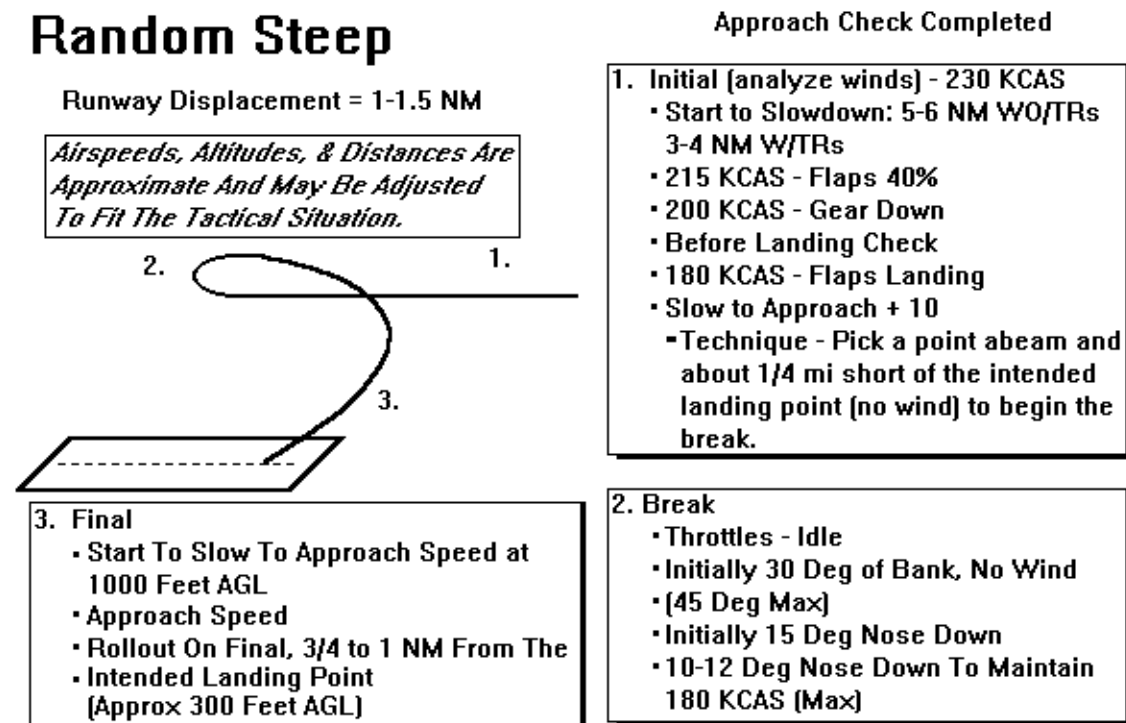 Random Steep
Runway Displacement = 1-1.5 NM
Airspeeds, Altitudes, & Distances Are
Approximate And May Be Adjusted
To Fit The Tactical Situation.
2.
1.
3.
Approach Check Completed
1. Initial (analyze winds) - 230 KCAS
· Start to Slowdown: 5-6 NM WO/TRs
3-4 NM W/TRs
· 215 KCAS - Flaps 40%
· 200 KCAS - Gear Down
· Before Landing Check
· 180 KCAS - Flaps Landing
· Slow to Approach + 10
- Technique - Pick a point abeam and
about 1/4 mi short of the intended
landing point (no wind) to begin the
break.
2. Break
· Throttles - Idle
· Initially 30 Deg of Bank, No Wind
· (45 Deg Max)
· Initially 15 Deg Nose Down
· 10-12 Deg Nose Down To Maintain
180 KCAS (Max)
3. Final
· Start To Slow To Approach Speed at
1000 Feet AGL
· Approach Speed
· Rollout On Final, 3/4 to 1 NM From The
· Intended Landing Point
(Approx 300 Feet AGL)